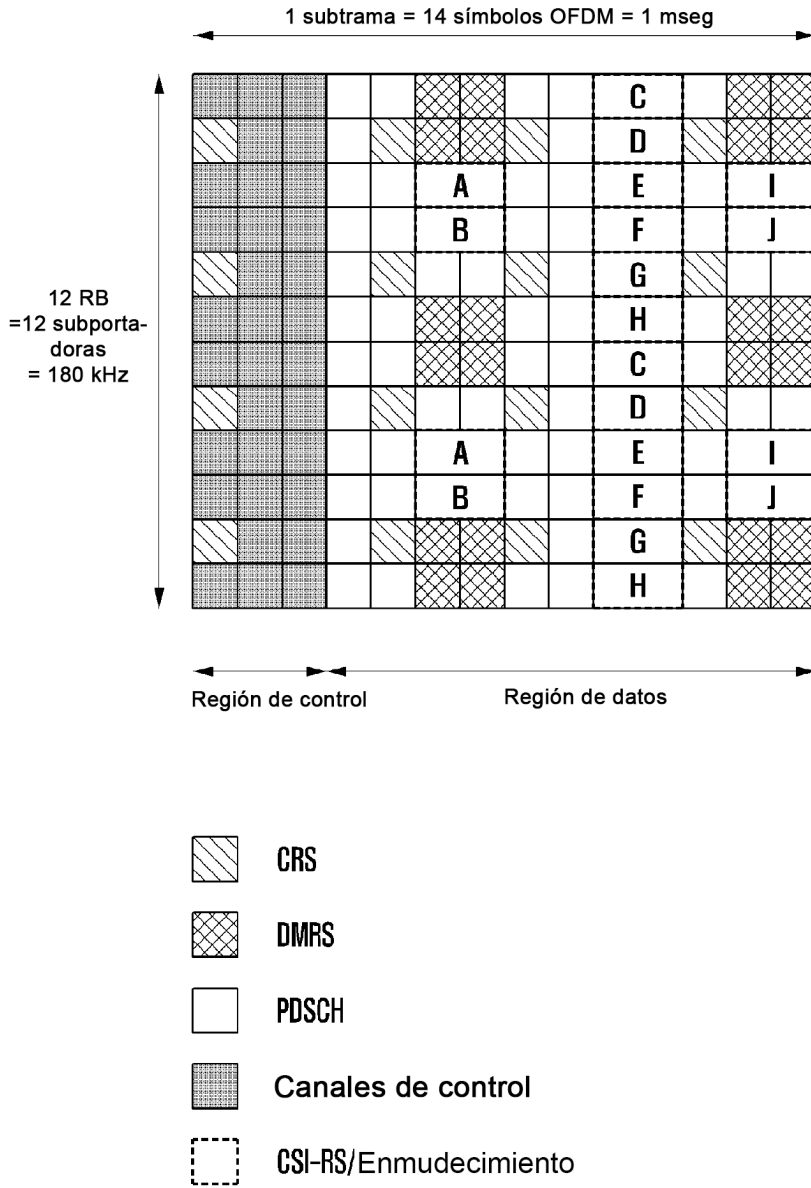 1 subtrama = 14 símbolos OFDM = 1 mseg
C
D
A E I
B F J
G
H
C
D
A E I
B F J
G
H
12 RB
=12 subporta-
doras
= 180 kHz
Región de control Región de datos
CRS
DMRS
PDSCH
Canales de control
CSI-RS/Enmudecimiento